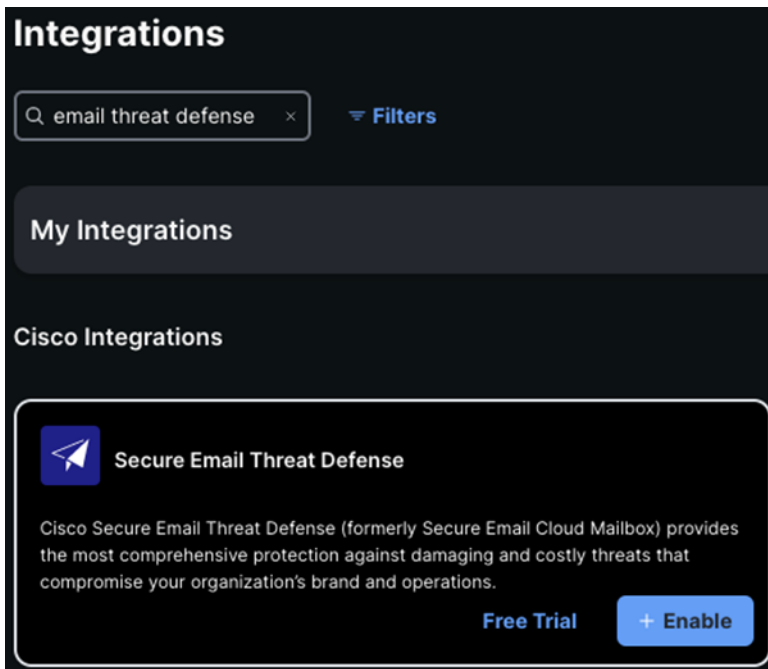 Integrations
email threat defense
Filters
My Integrations
Cisco Integrations
Secure Email Threat Defense
Cisco Secure Email Threat Defense (formerly Secure Email Cloud Mailbox) provides
the most comprehensive protection against damaging and costly threats that
compromise your organization's brand and operations.
Free Trial
+ Enable